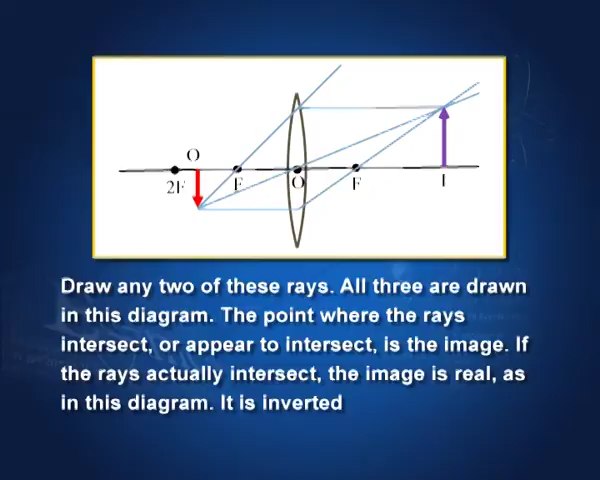 O
2F F O F I
Draw any two of these rays. All three are drawn
in this diagram. The point where the rays
intersect, or appear to intersect, is the image. If
the rays actually intersect, the image is real, as
in this diagram. It is inverted